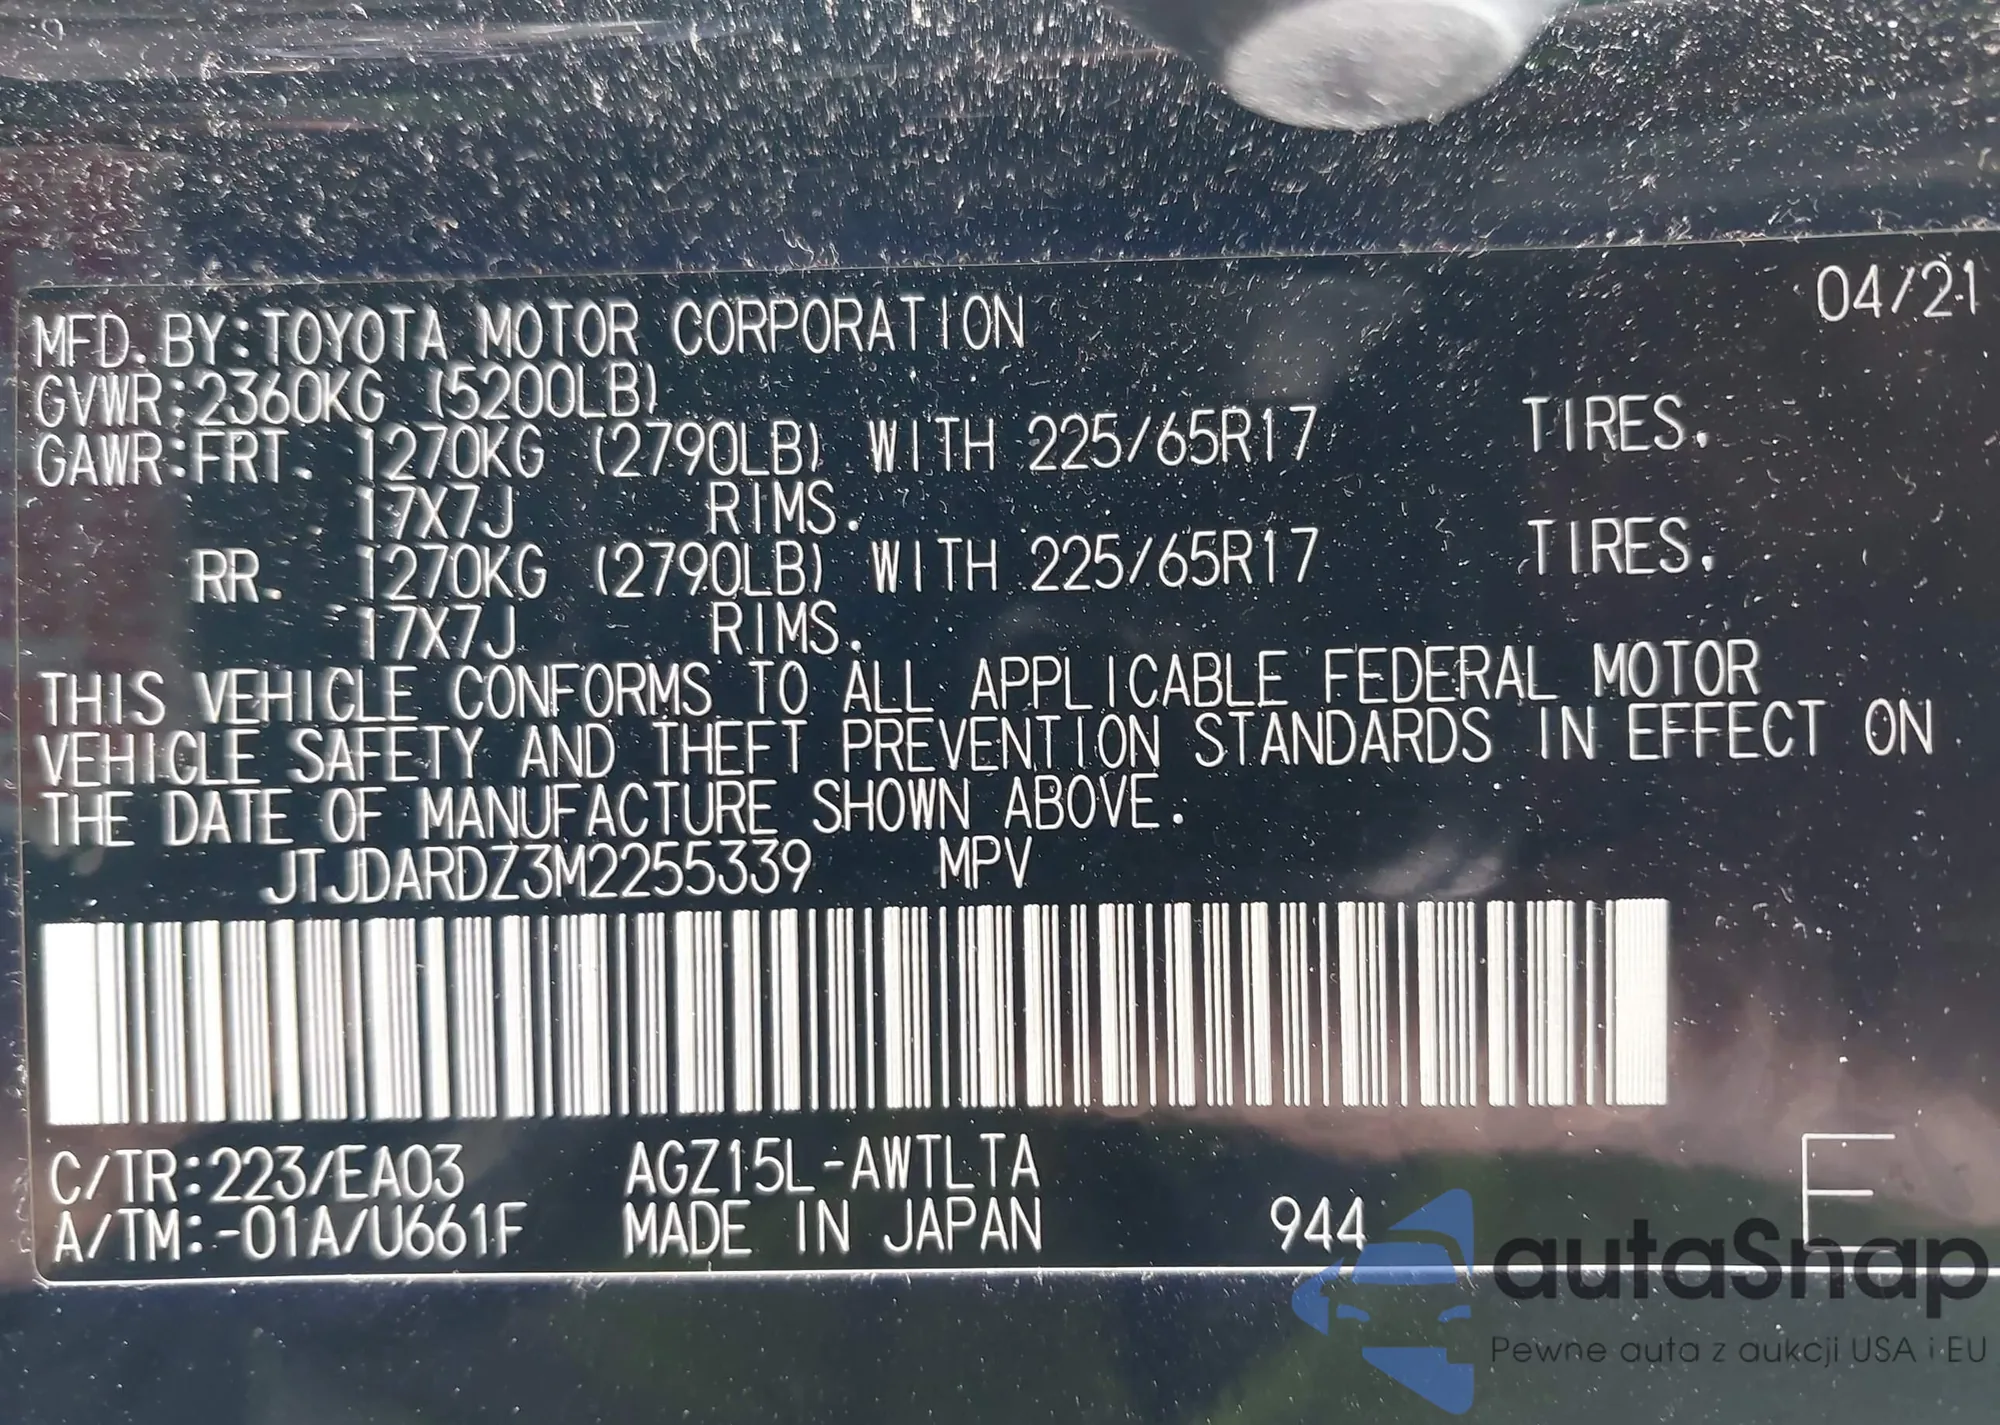 04/21
MFD.BY:TOYOTA MOTOR CORPORATION
GVWR:2360KG (5200LB)
GAWR:FRT. 1270KG (2790LB) WITH 225/65R17 TIRES.
17X7J RIMS.
RR. 1270KG (2790LB) WITH 225/65R17 TIRES.
17X7J RIMS.
THIS VEHICLE CONFORMS TO ALL APPLICABLE FEDERAL MOTOR
VEHICLE SAFETY AND THEFT PREVENTION STANDARDS IN EFFECT ON
THE DATE OF MANUFACTURE SHOWN ABOVE.
JTJDARDZ3M2255339 MPV
C/TR:223/EA03 AGZ15L-AWTLTA
A/TM:-01A/U661F MADE IN JAPAN 944 E
autaSnap
Pewne auta z aukcji USA i EU